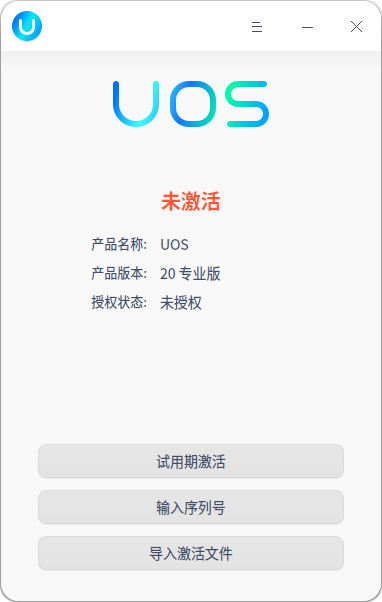 UOS
未激活
产品名称: UOS
产品版本: 20 专业版
授权状态: 未授权
试用期激活
输入序列号
导入激活文件